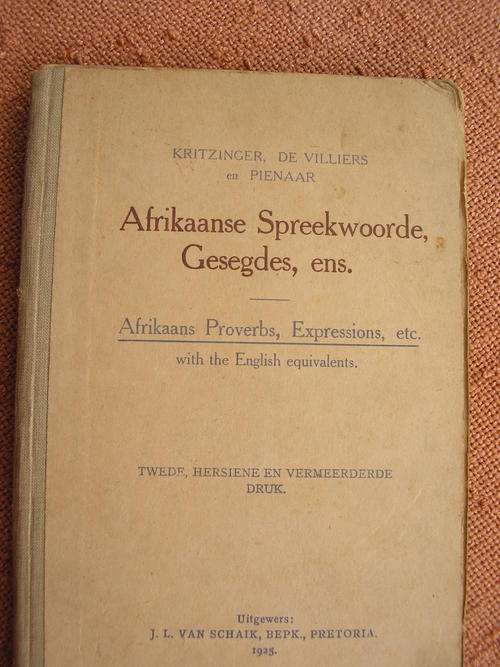 KRITZINGER, DE VILLIERS
en PIENAAR
Afrikaanse Spreekwoorde,
Gesegdes, ens.
Afrikaans Proverbs, Expressions, etc.
with the English equivalents.
TWEDE, HERSIENE EN VERMEERDERDE
DRUK.
Uitgewers:
J. L. VAN SCHAIK, BEPK., PRETORIA.
1925.